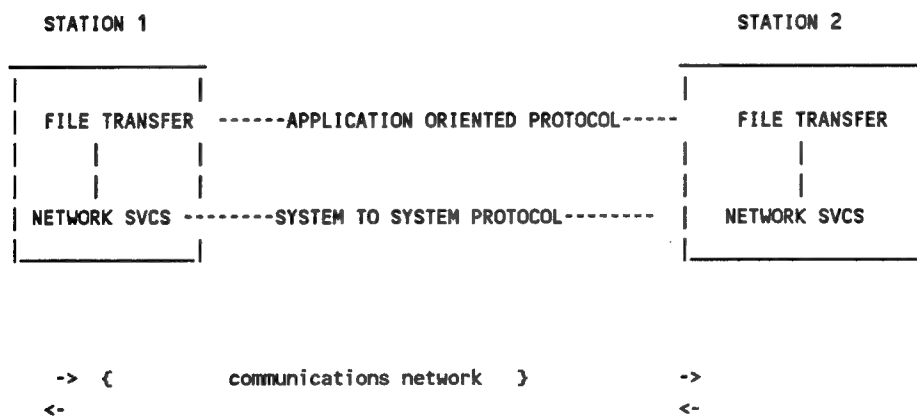 STATION 1 STATION 2
FILE TRANSFER ------APPLICATION ORIENTED PROTOCOL----- FILE TRANSFER
NETWORK SVCS --------SYSTEM TO SYSTEM PROTOCOL-------- NETWORK SVCS
-> { communications network } ->
<- <-